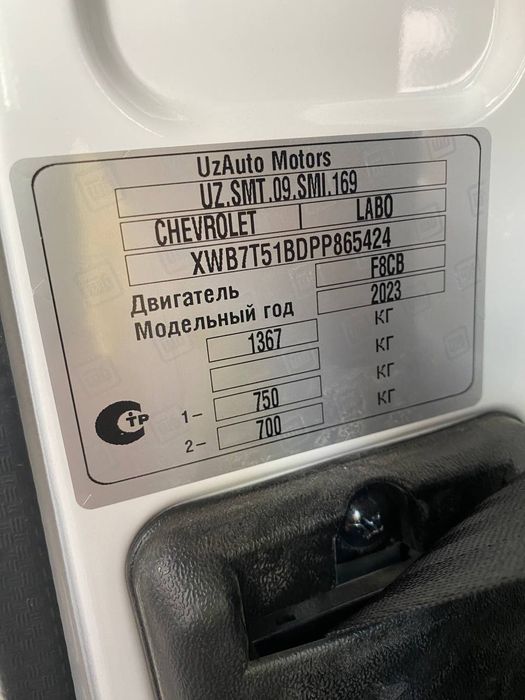 UzAuto Motors
UZ.SMT.09.SMI.169
CHEVROLET LABO
XWB7T51BDPP865424
Двигатель F8CB
Модельный год 2023
1367 КГ
КГ
1– 750 КГ
2– 700 КГ
СТР